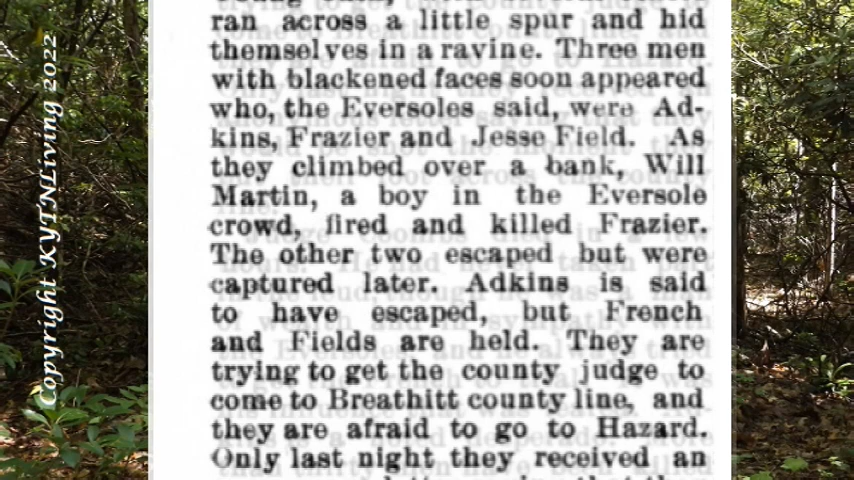 ran across a little spur and hid
themselves in a ravine. Three men
with blackened faces soon appeared
who, the Eversoles said, were Ad-
kins, Frazier and Jesse Field. As
they climbed over a bank, Will
Martin, a boy in the Eversole
crowd, fired and killed Frazier.
The other two escaped but were
captured later. Adkins is said
to have escaped, but French
and Fields are held. They are
trying to get the county judge to
come to Breathitt county line, and
they are afraid to go to Hazard.
Only last night they received an
Copyright KYTNLiving 2022